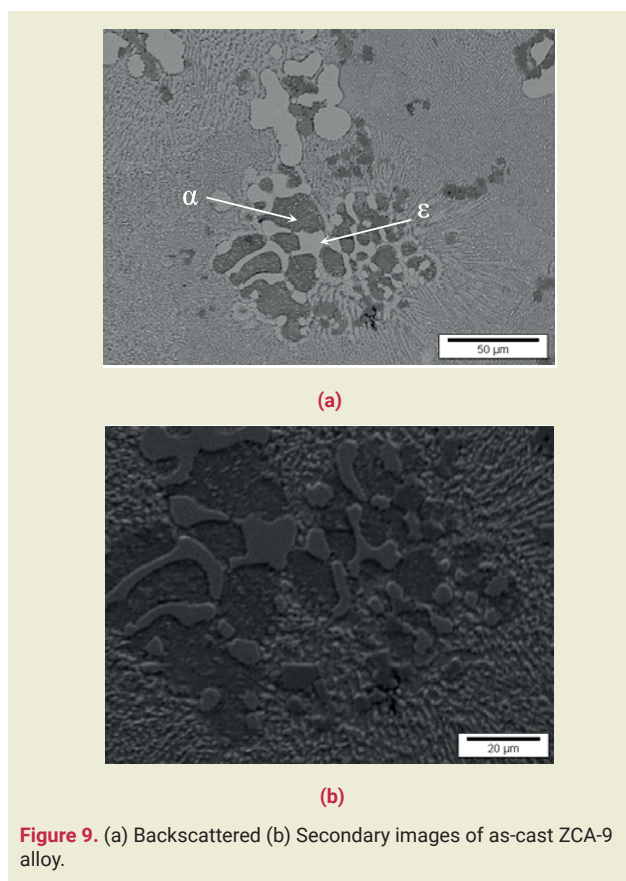 α
ε
50 µm
(a)
20 µm
(b)
Figure 9. (a) Backscattered (b) Secondary images of as-cast ZCA-9
alloy.